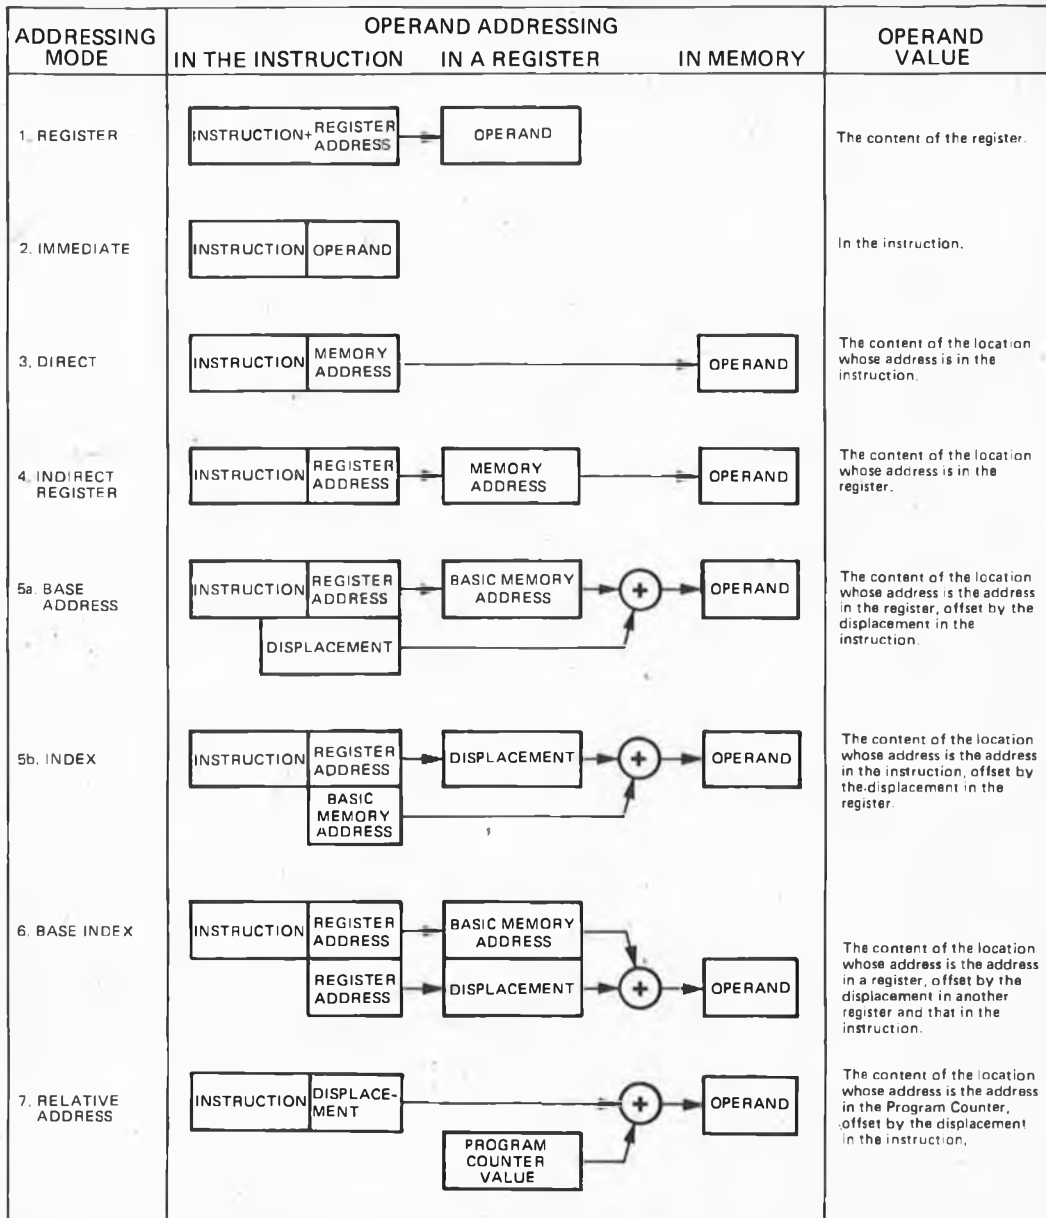 ADDRESSING MODE
OPERAND ADDRESSING
IN THE INSTRUCTION
IN A REGISTER
IN MEMORY
OPERAND VALUE
1. REGISTER
INSTRUCTION+
REGISTER
ADDRESS
OPERAND
The content of the register.
2. IMMEDIATE
INSTRUCTION
OPERAND
In the instruction.
3. DIRECT
INSTRUCTION
MEMORY
ADDRESS
OPERAND
The content of the location
whose address is in the
instruction.
4. INDIRECT
REGISTER
INSTRUCTION
REGISTER
ADDRESS
MEMORY
ADDRESS
OPERAND
The content of the location
whose address is in the
register.
5a. BASE
ADDRESS
INSTRUCTION
REGISTER
ADDRESS
BASIC MEMORY
ADDRESS
+
OPERAND
DISPLACEMENT
The content of the location
whose address is the address
in the register, offset by the
displacement in the
instruction.
5b. INDEX
INSTRUCTION
REGISTER
ADDRESS
DISPLACEMENT
+
OPERAND
BASIC
MEMORY
ADDRESS
The content of the location
whose address is the address
in the instruction, offset by
the displacement in the
register.
6. BASE INDEX
INSTRUCTION
REGISTER
ADDRESS
BASIC MEMORY
ADDRESS
REGISTER
ADDRESS
DISPLACEMENT
+
OPERAND
The content of the location
whose address is the address
in a register, offset by the
displacement in another
register and that in the
instruction.
7. RELATIVE
ADDRESS
INSTRUCTION
DISPLACE-
MENT
+
OPERAND
PROGRAM
COUNTER
VALUE
The content of the location
whose address is the address
in the Program Counter,
offset by the displacement
in the instruction.